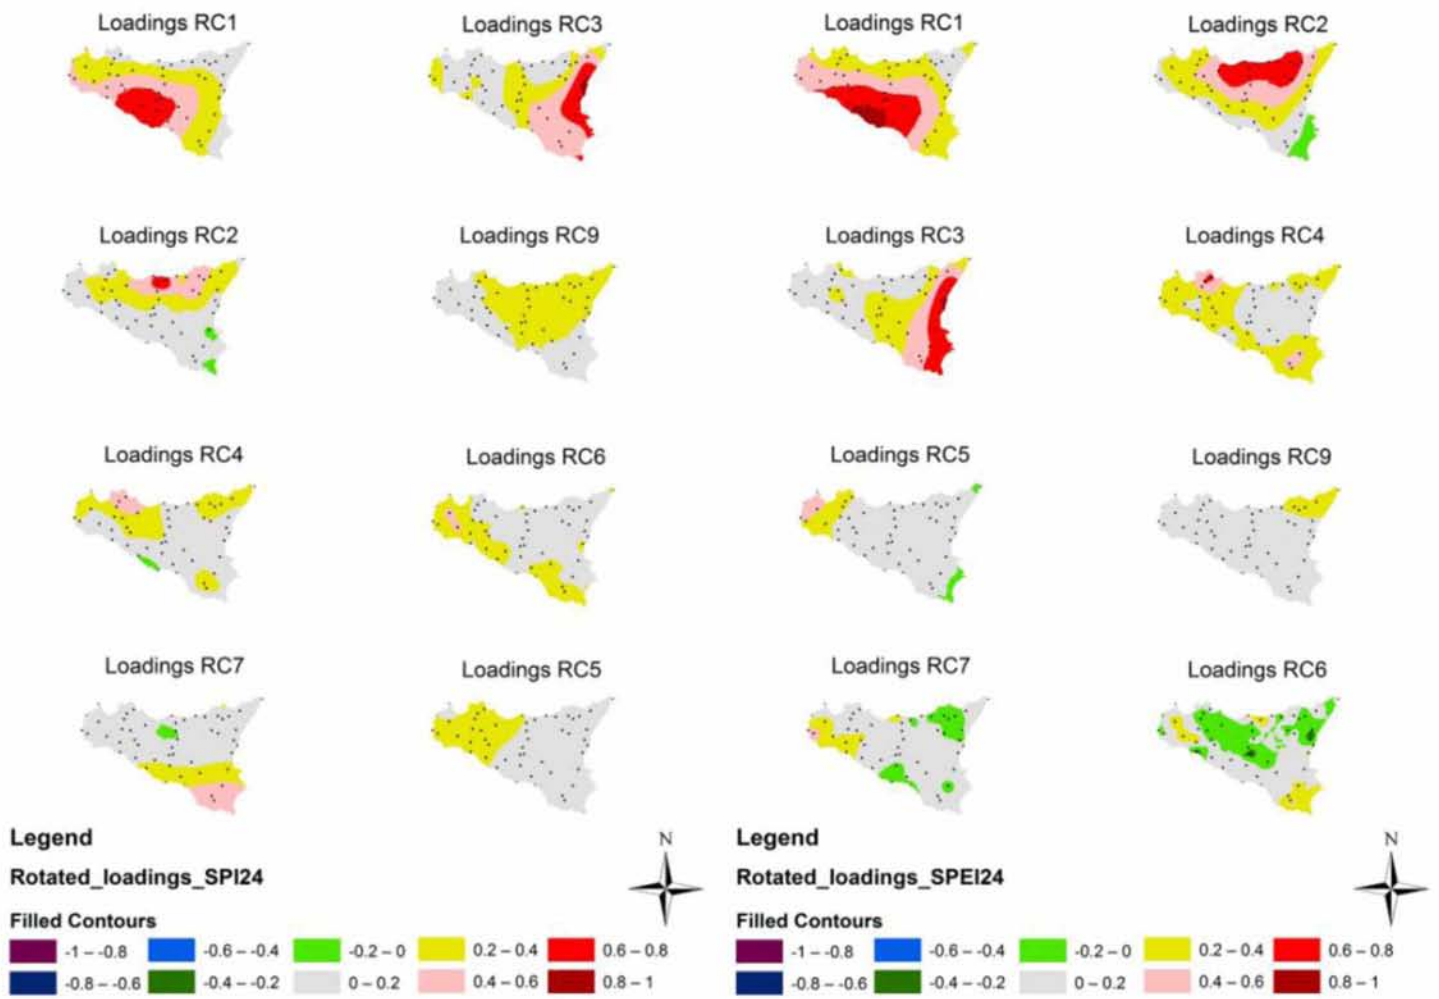 Loadings RC1
Loadings RC3
Loadings RC1
Loadings RC2
Loadings RC2
Loadings RC9
Loadings RC3
Loadings RC4
Loadings RC4
Loadings RC6
Loadings RC5
Loadings RC9
Loadings RC7
Loadings RC5
Loadings RC7
Loadings RC6
Legend
N
Rotated_loadings_SPI24
Filled Contours
-1 – -0.8
-0.6 – -0.4
-0.2 – 0
0.2 – 0.4
0.6 – 0.8
-0.8 – -0.6
-0.4 – -0.2
0 – 0.2
0.4 – 0.6
0.8 – 1
Legend
N
Rotated_loadings_SPEI24
Filled Contours
-1 – -0.8
-0.6 – -0.4
-0.2 – 0
0.2 – 0.4
0.6 – 0.8
-0.8 – -0.6
-0.4 – -0.2
0 – 0.2
0.4 – 0.6
0.8 – 1